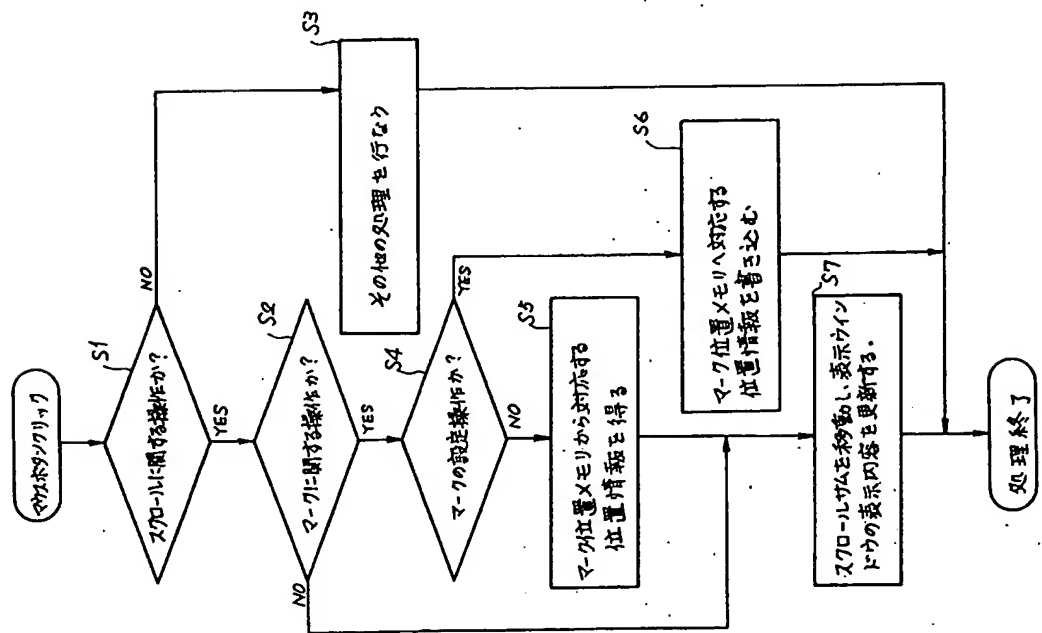 マウスボタンクリック
S1
スクロールに関する操作か?
NO
YES
S2
マークに関する操作か?
NO
YES
S3
その他の処理を行なう
S4
マークの設定操作か?
YES
NO
S5
マーク位置メモリから対応する
位置情報を得る
S6
マーク位置メモリへ対応する
位置情報を書き込む
S7
スクロールサムを移動し、表示ウイン
ドウの表示内容を更新する。
処理終了